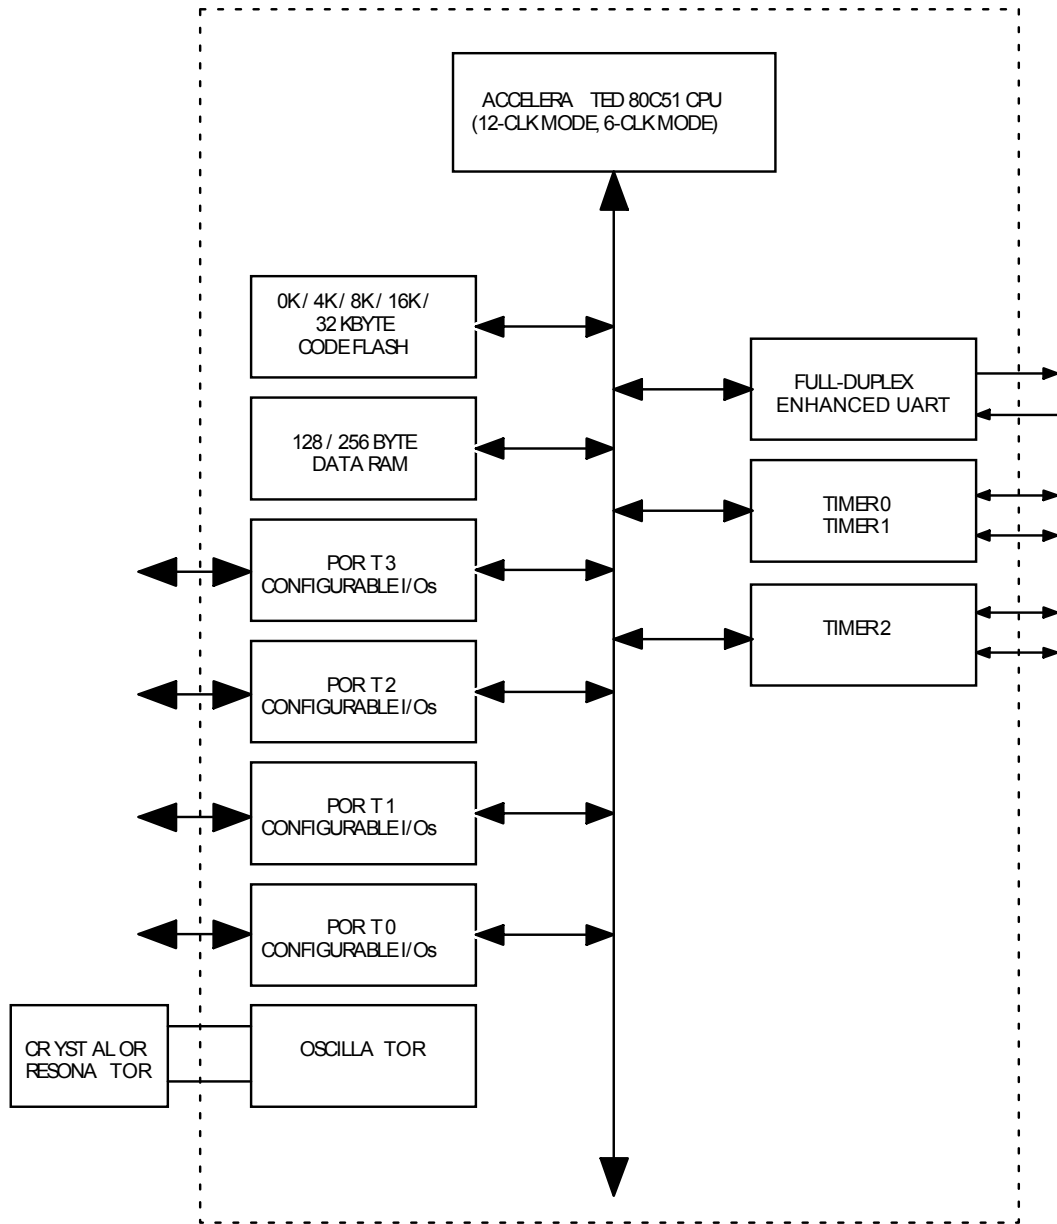 ACCELERA TED 80C51 CPU
(12-CLK MODE, 6-CLK MODE)
0K / 4K / 8K / 16K /
32 KBYTE
CODE FLASH
FULL-DUPLEX
ENHANCED UART
128 / 256 BYTE
DATA RAM
TIMER 0
TIMER 1
POR T 3
CONFIGURABLE I/Os
TIMER 2
POR T 2
CONFIGURABLE I/Os
POR T 1
CONFIGURABLE I/Os
POR T 0
CONFIGURABLE I/Os
CR YST AL OR
RESONA TOR
OSCILLA TOR